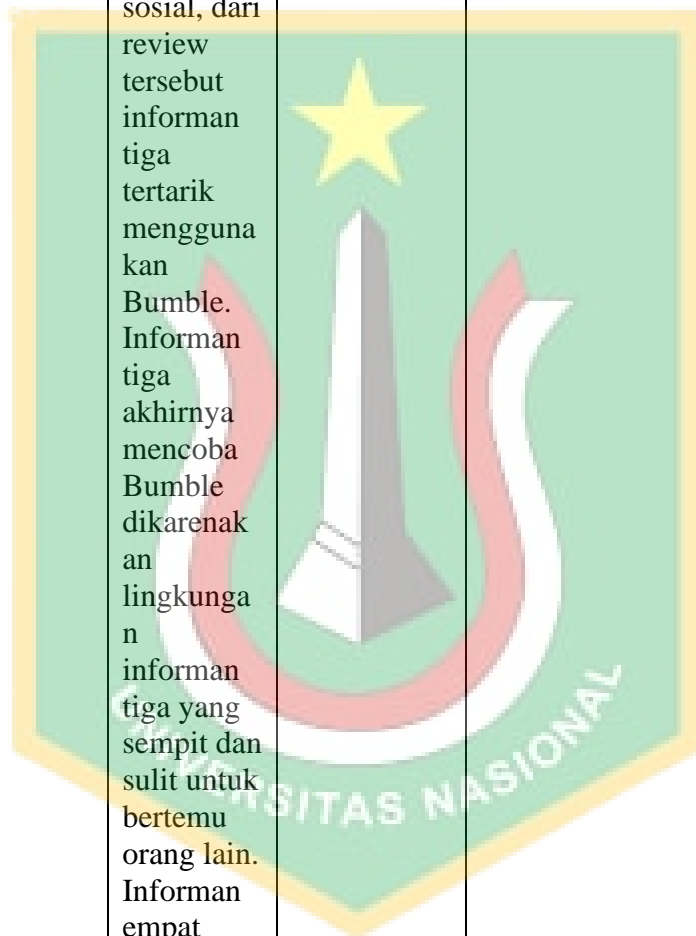 sosial, dari
review
tersebut
informan
tiga
tertarik
mengguna
kan
Bumble.
Informan
tiga
akhirnya
mencoba
Bumble
dikarenak
an
lingkunga
n
informan
tiga yang
sempit dan
sulit untuk
bertemu
orang lain.
Informan
empat
UNIVERSITAS NASIONAL